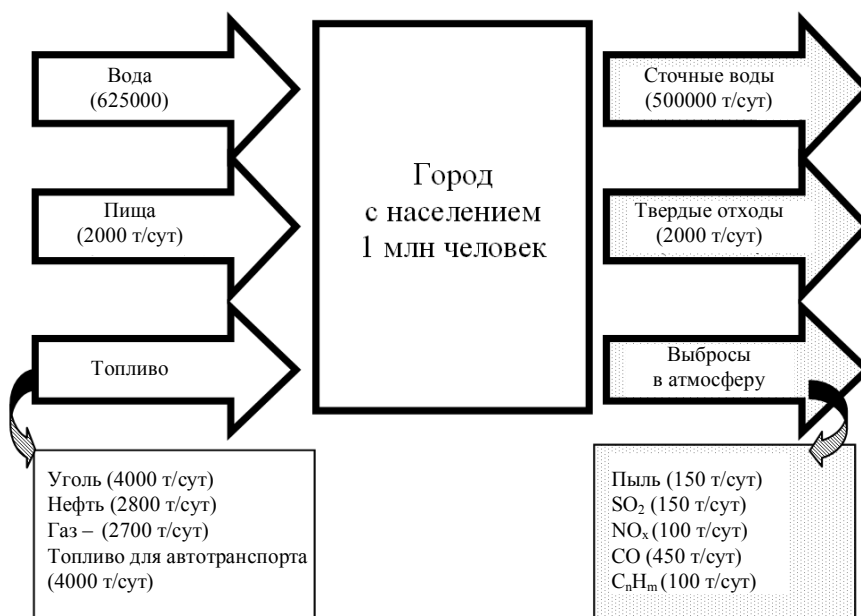 Вода
(625000)
Пища
(2000 т/сут)
Топливо
Уголь (4000 т/сут)
Нефть (2800 т/сут)
Газ – (2700 т/сут)
Топливо для автотранспорта
(4000 т/сут)
Город
с населением
1 млн человек
Сточные воды
(500000 т/сут)
Твердые отходы
(2000 т/сут)
Выбросы
в атмосферу
Пыль (150 т/сут)
SO₂ (150 т/сут)
NOₓ (100 т/сут)
CO (450 т/сут)
CₙHₘ (100 т/сут)